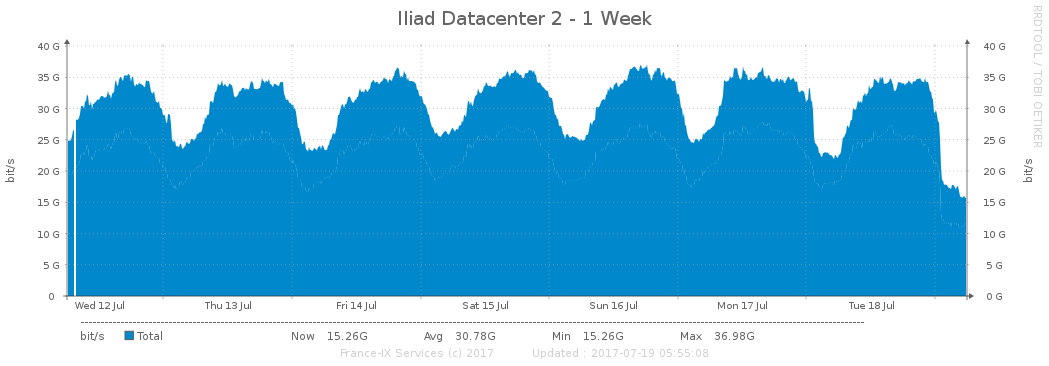 Iliad Datacenter 2 - 1 Week
RRDTOOL / TOBI OETIKER
40 G 40 G
35 G 35 G
30 G 30 G
25 G 25 G
20 G 20 G
15 G 15 G
10 G 10 G
5 G 5 G
0 0 G
bit/s bit/s
Wed 12 Jul Thu 13 Jul Fri 14 Jul Sat 15 Jul Sun 16 Jul Mon 17 Jul Tue 18 Jul
bit/s Total Now 15.26G Avg 30.78G Min 15.26G Max 36.98G
France-IX Services (c) 2017 Updated : 2017-07-19 05:55:08